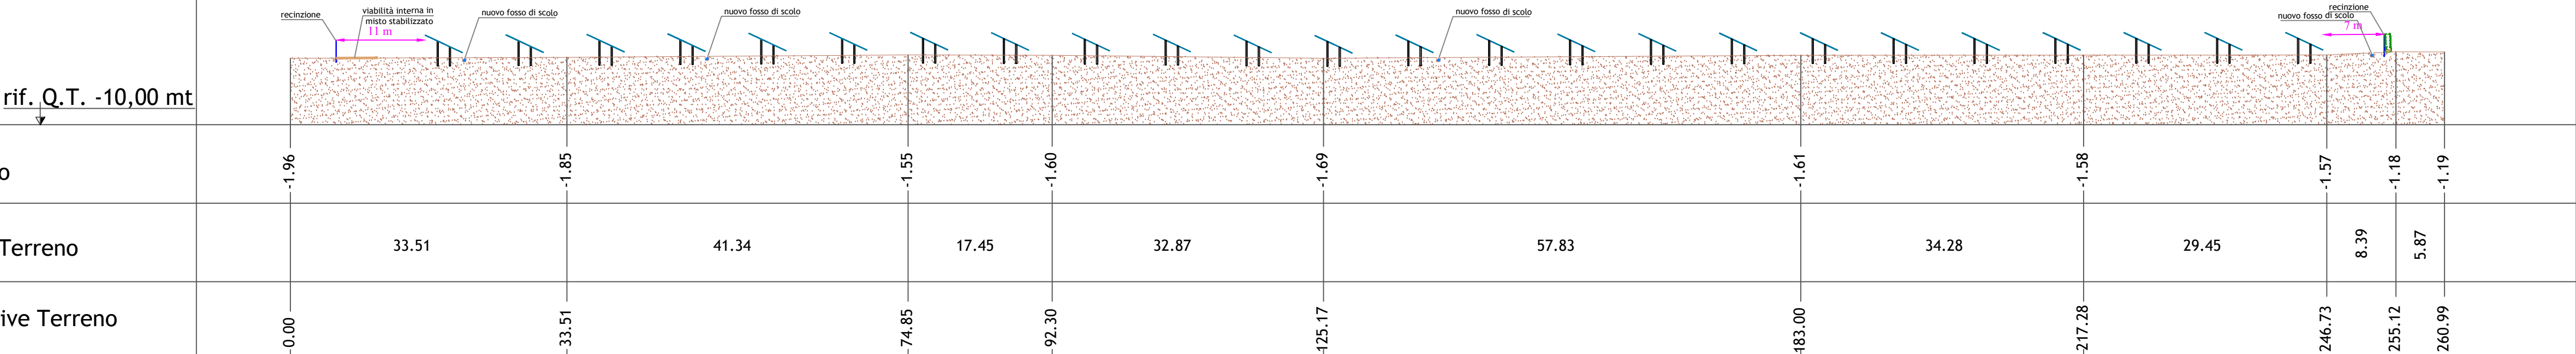 recinzione
viabilità interna in
misto stabilizzato
11 m
nuovo fosso di scolo
nuovo fosso di scolo
nuovo fosso di scolo
recinzione
nuovo fosso di scolo
7 m
rif. Q.T. -10,00 mt
o
-1.96
-1.85
-1.55
-1.60
-1.69
-1.61
-1.58
-1.57
-1.18
-1.19
Terreno
33.51
41.34
17.45
32.87
57.83
34.28
29.45
8.39
5.87
ive Terreno
0.00
33.51
74.85
92.30
125.17
183.00
217.28
246.73
255.12
260.99